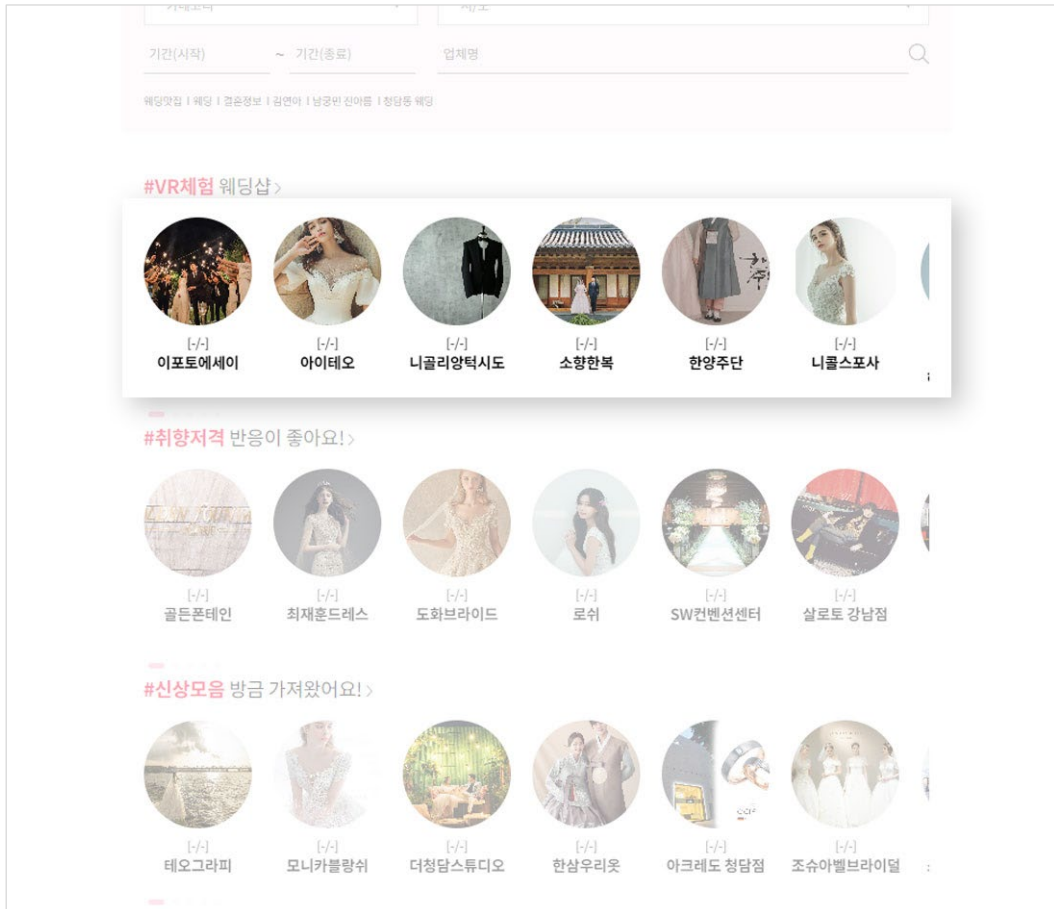 기간(시작) ~ 기간(종료) 업체명
웨딩맛집 | 웨딩 | 결혼정보 | 김연아 | 남궁민 진아름 | 청담동 웨딩
#VR체험 웨딩샵>
[-/-] [-/-] [-/-] [-/-] [-/-] [-/-]
이포토에세이 아이테오 니골리앙턱시도 소향한복 한양주단 니콜스포사
#취향저격 반응이 좋아요!>
[-/-] [-/-] [-/-] [-/-] [-/-] [-/-]
골든폰테인 최재훈드레스 도화브라이드 로쉬 SW컨벤션센터 살로토 강남점
#신상모음 방금 가져왔어요!>
[-/-] [-/-] [-/-] [-/-] [-/-] [-/-]
테오그라피 모니카블랑쉬 더청담스튜디오 한삼우리옷 아크레도 청담점 조슈아벨브라이덜